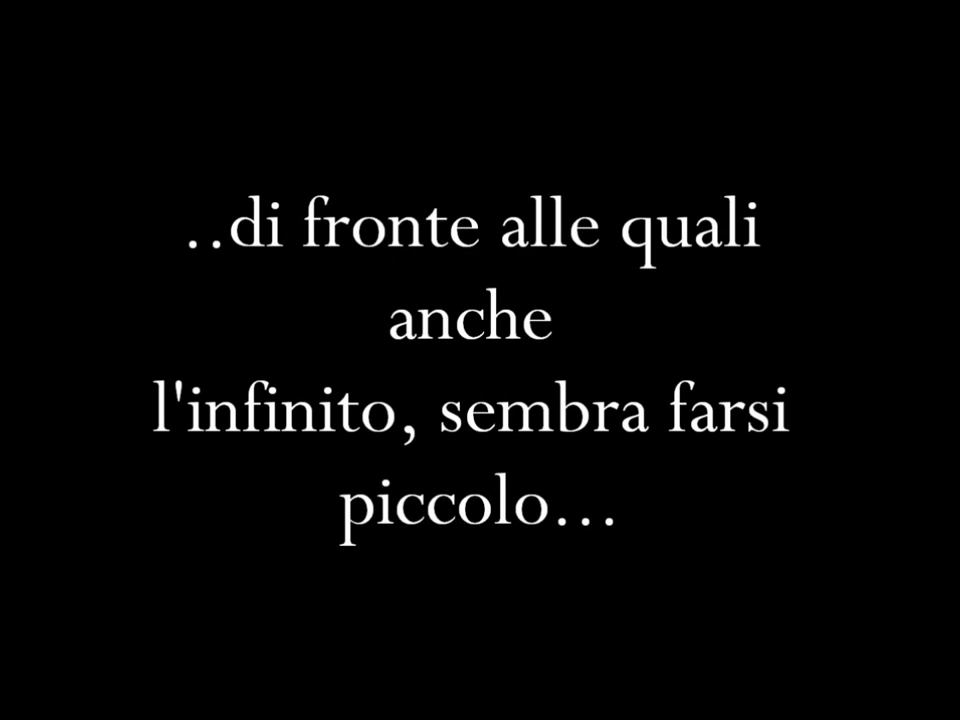 ..di fronte alle quali
anche
l'infinito, sembra farsi
piccolo...